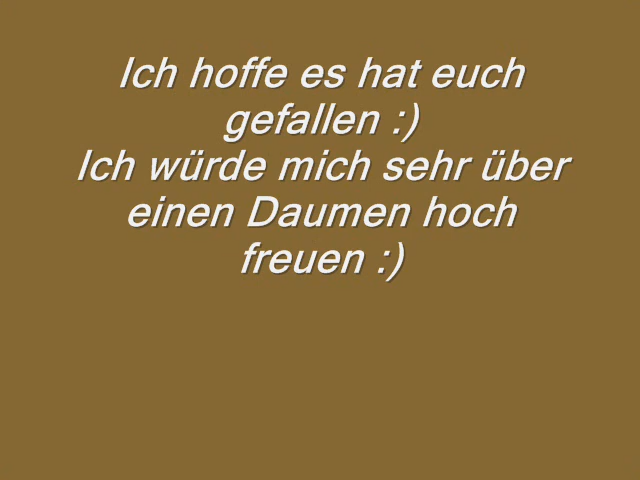 Ich hoffe es hat euch
gefallen :)
Ich würde mich sehr über
einen Daumen hoch
freuen :)